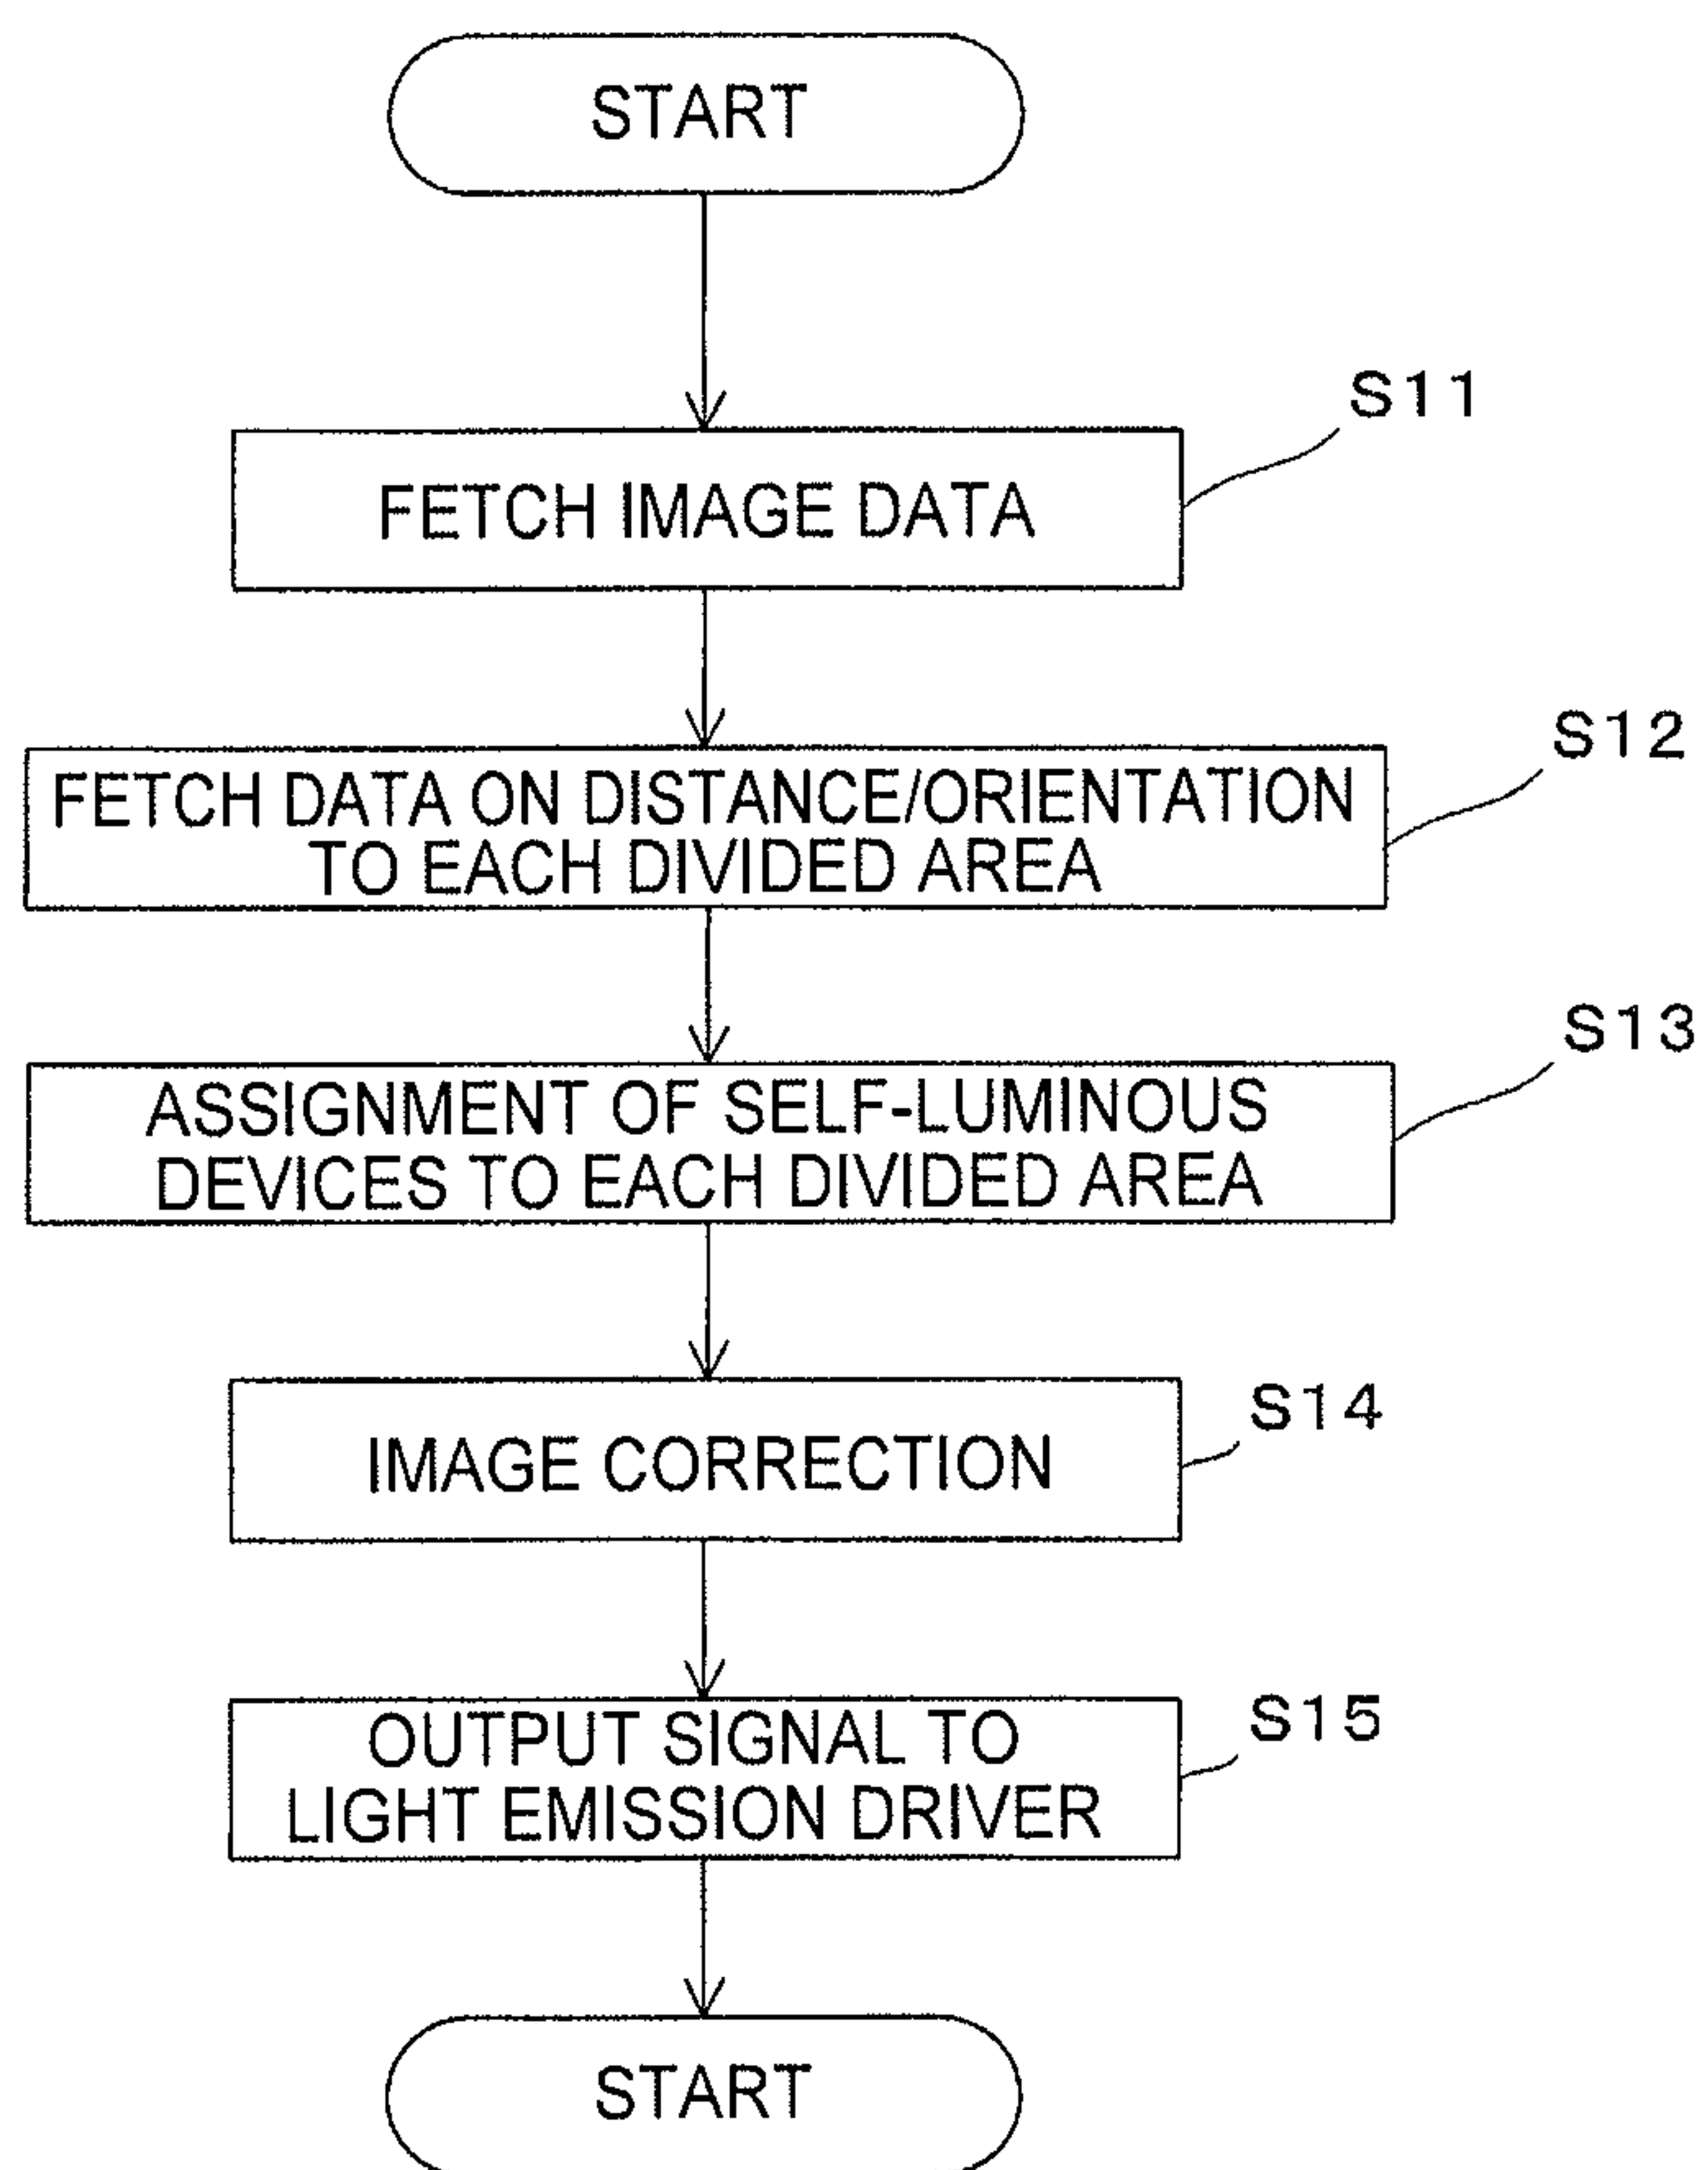 START
S11
FETCH IMAGE DATA
S12
FETCH DATA ON DISTANCE/ORIENTATION
TO EACH DIVIDED AREA
S13
ASSIGNMENT OF SELF-LUMINOUS
DEVICES TO EACH DIVIDED AREA
S14
IMAGE CORRECTION
S15
OUTPUT SIGNAL TO
LIGHT EMISSION DRIVER
START